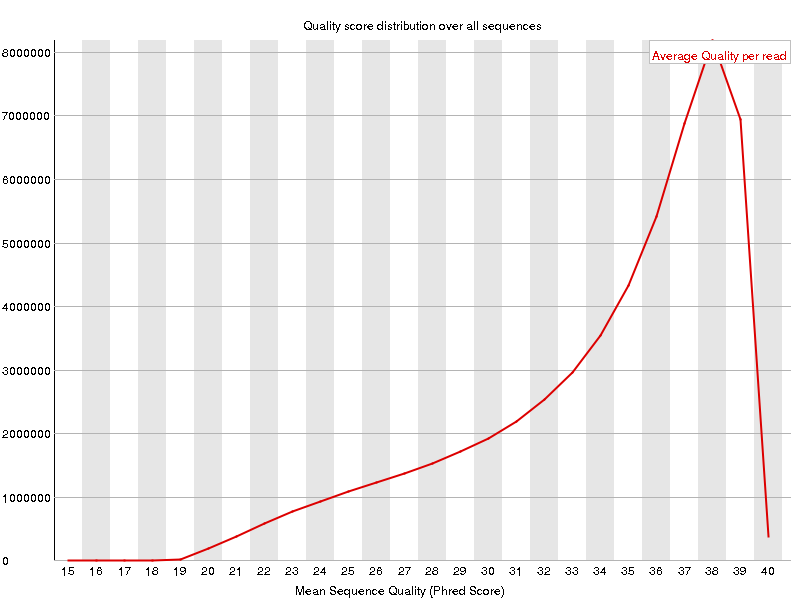 Quality score distribution over all sequences
Average Quality per read
8000000
7000000
6000000
5000000
4000000
3000000
2000000
1000000
0
15 16 17 18 19 20 21 22 23 24 25 26 27 28 29 30 31 32 33 34 35 36 37 38 39 40
Mean Sequence Quality (Phred Score)